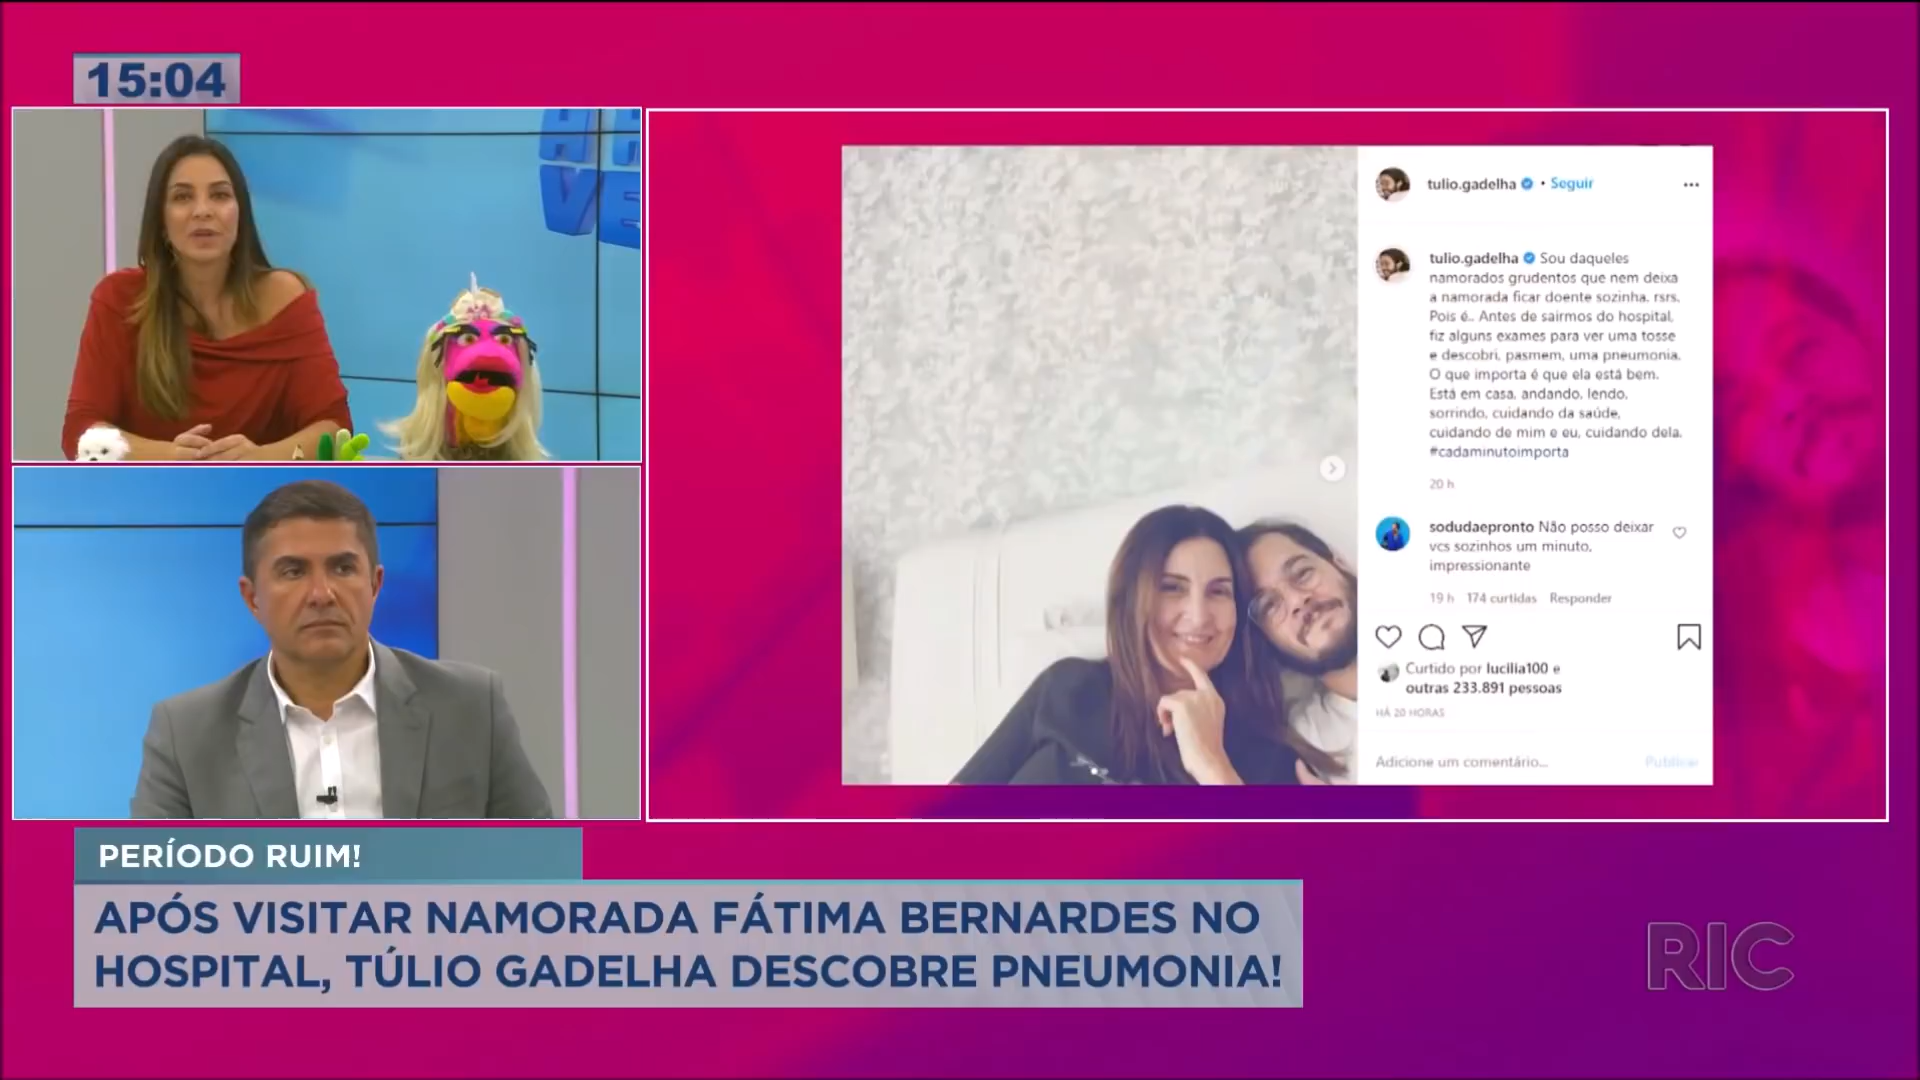 15:04
VE
tulio.gadelha • Seguir
tulio.gadelha Sou daqueles
namorados grudentos que nem deixa
a namorada ficar doente sozinha, rsrs.
Pois é.. Antes de sairmos do hospital,
fiz alguns exames para ver uma tosse
e descobri, pasmem, uma pneumonia.
O que importa é que ela está bem.
Está em casa, andando, lendo,
sorrindo, cuidando da saúde,
cuidando de mim e eu, cuidando dela.
#cadaminutoimporta
20 h
sodudaepronto Não posso deixar
vcs sozinhos um minuto,
impressionante
19 h 174 curtidas Responder
Curtido por lucilia100 e
outras 233.891 pessoas
HÁ 20 HORAS
Adicione um comentário...
Publicar
PERÍODO RUIM!
APÓS VISITAR NAMORADA FÁTIMA BERNARDES NO
HOSPITAL, TÚLIO GADELHA DESCOBRE PNEUMONIA!
RIC